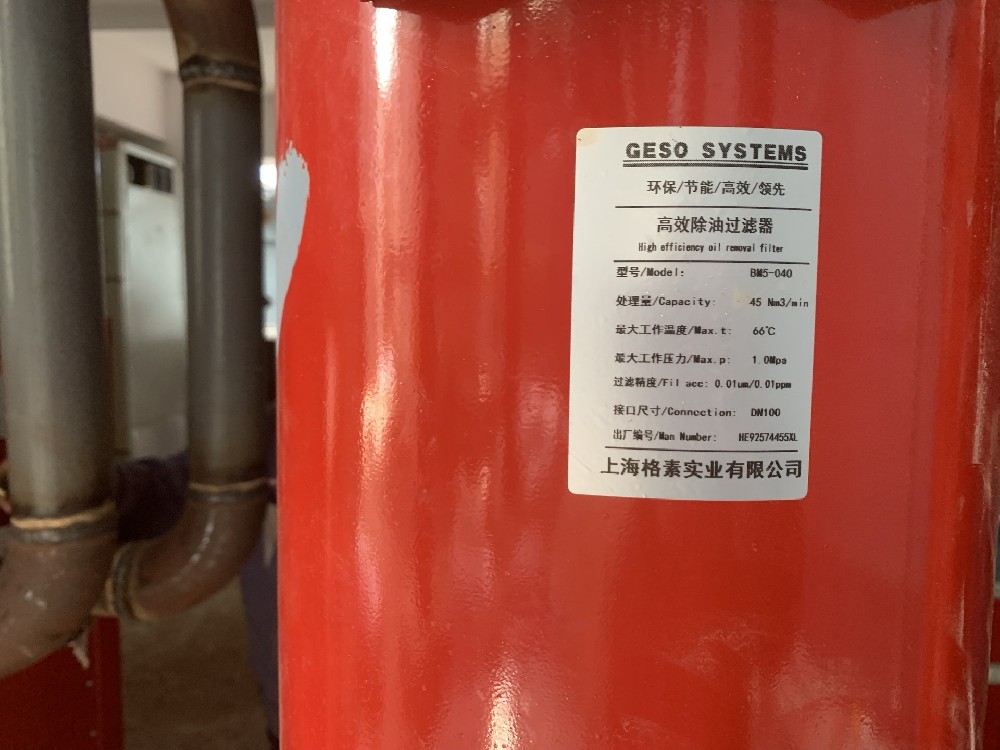 GESO SYSTEMS
环保/节能/高效/领先
高效除油过滤器
High efficiency oil removal filter
型号/Model: BM5-040
处理量/Capacity: 45 Nm3/min
最大工作温度/Max.t: 66℃
最大工作压力/Max.p: 1.0Mpa
过滤精度/Fil acc: 0.01um/0.01ppm
接口尺寸/Connection: DN100
出厂编号/Man Number: HE92574455XL
上海格素实业有限公司